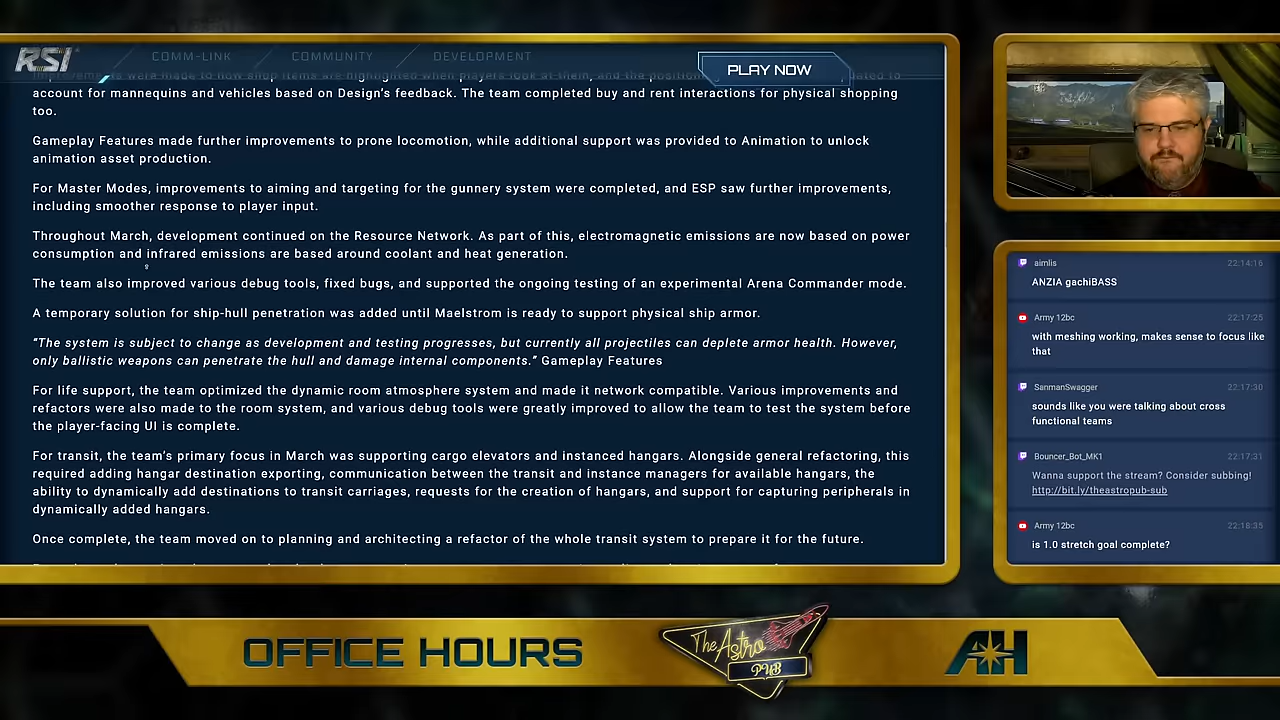 RSI
COMM-LINK
COMMUNITY
DEVELOPMENT
PLAY NOW
were made to how shop items are highlighted when players look at them, and the
account for mannequins and vehicles based on Design's feedback. The team completed buy and rent interactions for physical shopping
too.
Gameplay Features made further improvements to prone locomotion, while additional support was provided to Animation to unlock
animation asset production.
For Master Modes, improvements to aiming and targeting for the gunnery system were completed, and ESP saw further improvements,
including smoother response to player input.
Throughout March, development continued on the Resource Network. As part of this, electromagnetic emissions are now based on power
consumption and infrared emissions are based around coolant and heat generation.
The team also improved various debug tools, fixed bugs, and supported the ongoing testing of an experimental Arena Commander mode.
A temporary solution for ship-hull penetration was added until Maelstrom is ready to support physical ship armor.
"The system is subject to change as development and testing progresses, but currently all projectiles can deplete armor health. However,
only ballistic weapons can penetrate the hull and damage internal components." Gameplay Features
For life support, the team optimized the dynamic room atmosphere system and made it network compatible. Various improvements and
refactors were also made to the room system, and various debug tools were greatly improved to allow the team to test the system before
the player-facing UI is complete.
For transit, the team's primary focus in March was supporting cargo elevators and instanced hangars. Alongside general refactoring, this
required adding hangar destination exporting, communication between the transit and instance managers for available hangars, the
ability to dynamically add destinations to transit carriages, requests for the creation of hangars, and support for capturing peripherals in
dynamically added hangars.
Once complete, the team moved on to planning and architecting a refactor of the whole transit system to prepare it for the future.
aimlis 22:14:16
ANZIA gachiBASS
Army 12bc 22:17:25
with meshing working, makes sense to focus like
that
SanmanSwagger 22:17:30
sounds like you were talking about cross
functional teams
Bouncer_Bot_MK1 22:17:31
Wanna support the stream? Consider subbing!
http://bit.ly/theastropub-sub
Army 12bc 22:18:35
is 1.0 stretch goal complete?
OFFICE HOURS
The Astro
PUB
AH